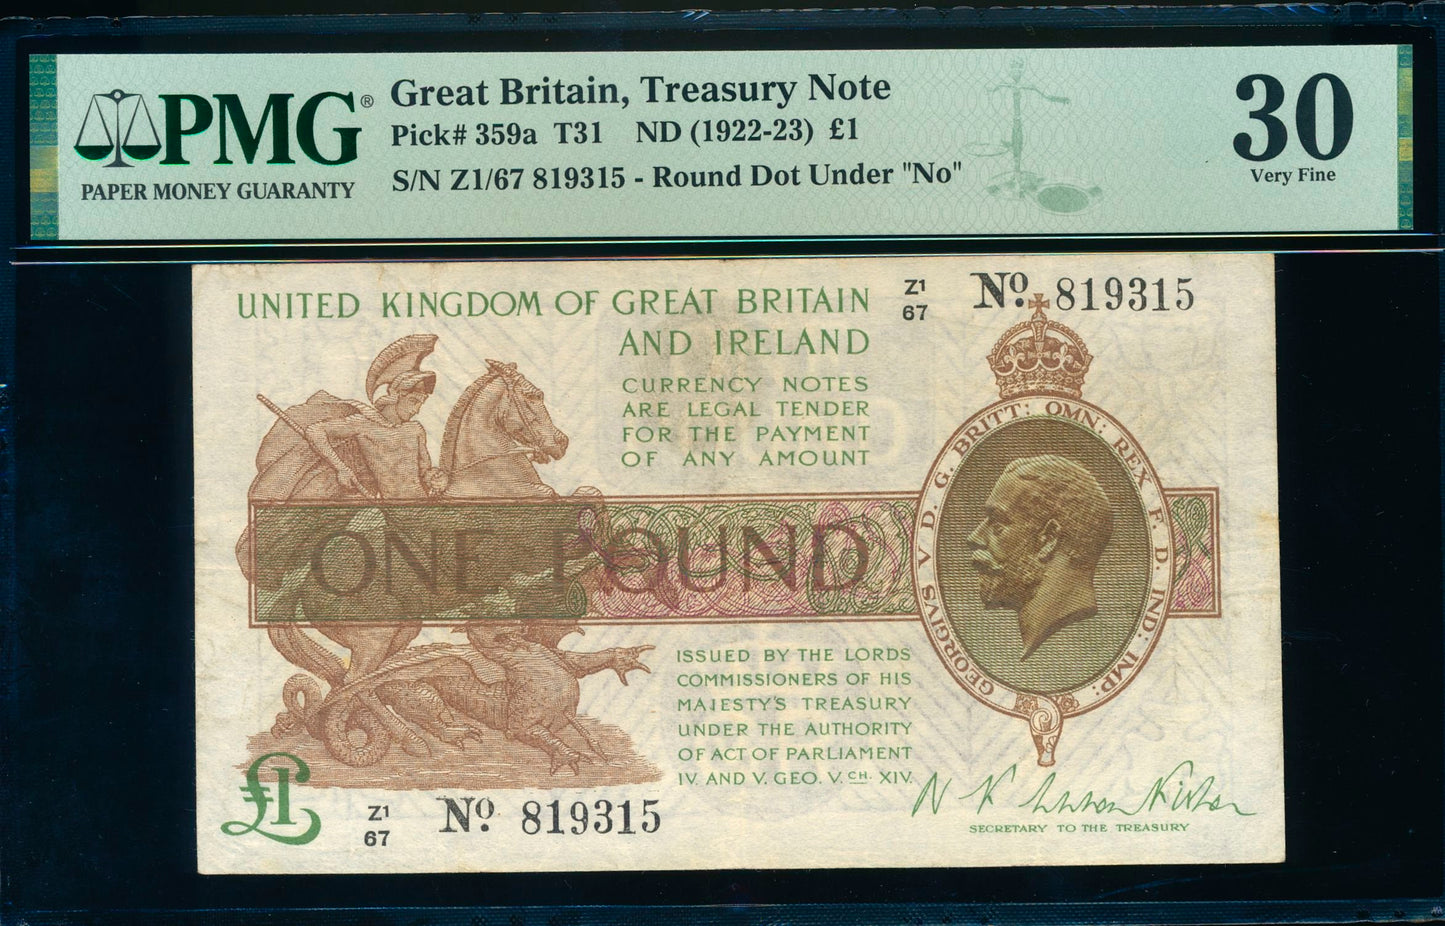 PMG®
PAPER MONEY GUARANTY
Great Britain, Treasury Note
Pick# 359a T31 ND (1922-23) £1
S/N Z1/67 819315 - Round Dot Under "No"
30
Very Fine
UNITED KINGDOM OF GREAT BRITAIN
AND IRELAND
Z1
67
No. 819315
CURRENCY NOTES
ARE LEGAL TENDER
FOR THE PAYMENT
OF ANY AMOUNT
ONE POUND
GEORGIVS V D. G. BRITT: OMN: REX F. D. IND: IMP:
ISSUED BY THE LORDS
COMMISSIONERS OF HIS
MAJESTY'S TREASURY
UNDER THE AUTHORITY
OF ACT OF PARLIAMENT
IV. AND V. GEO. V. CH. XIV.
SECRETARY TO THE TREASURY
£1
Z1
67
No. 819315